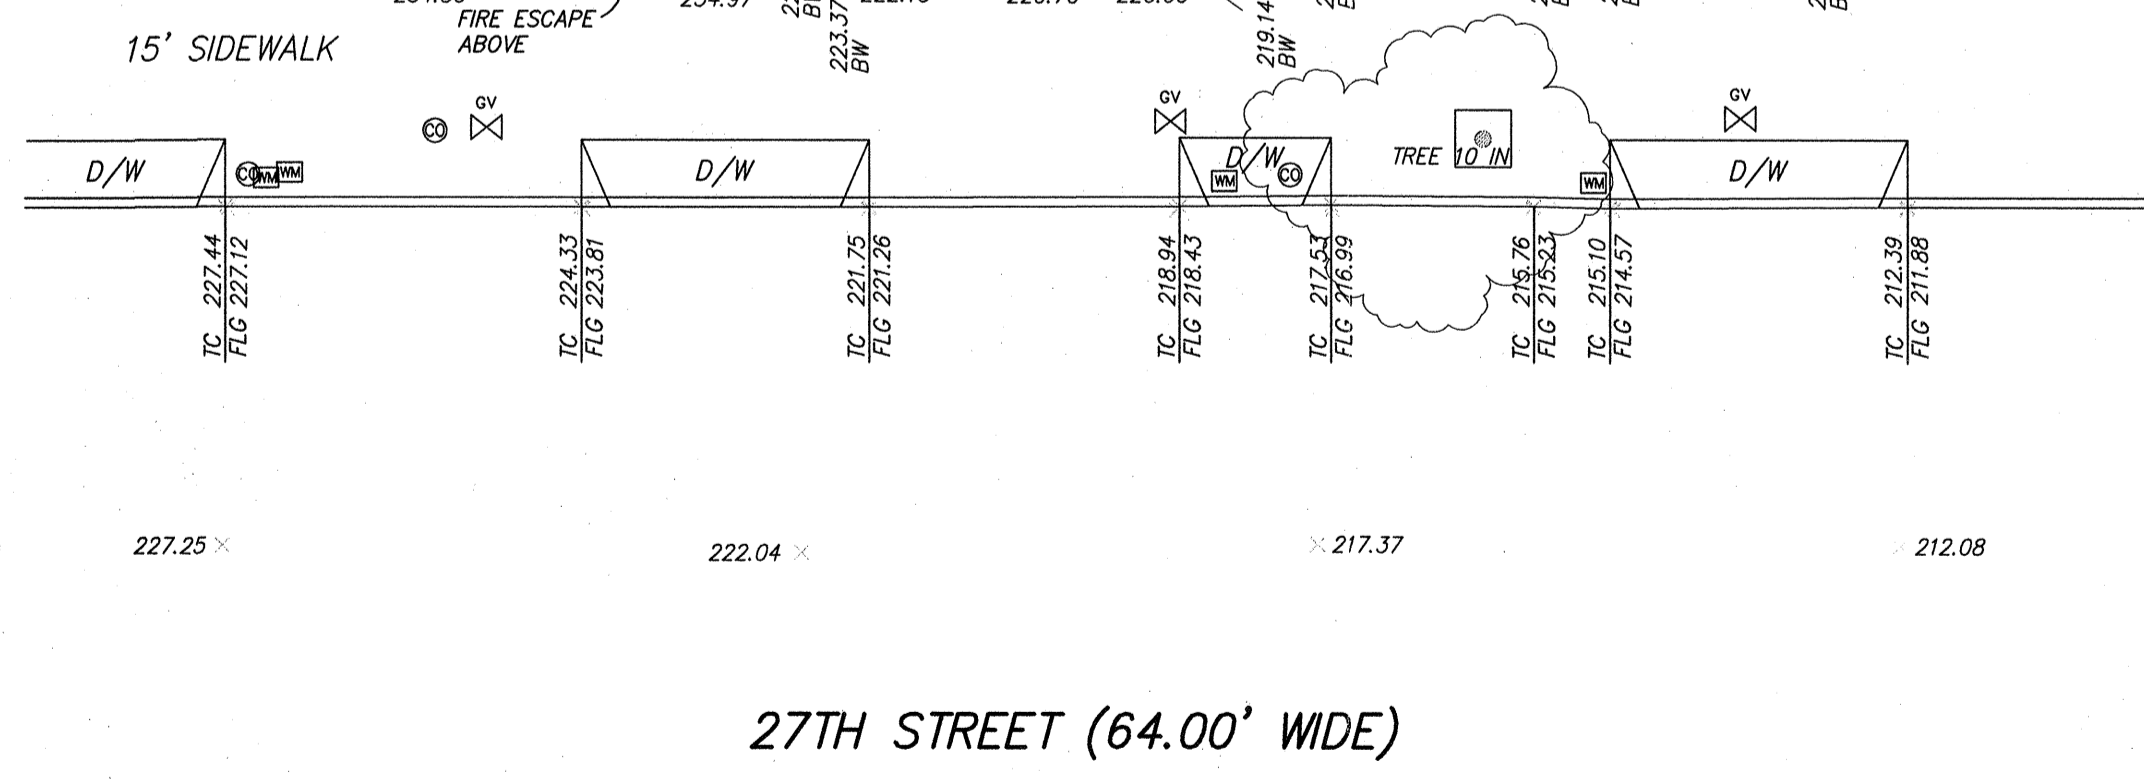 FIRE ESCAPE
ABOVE
15' SIDEWALK
223.37
BW
219.14
BW
GV
GV
GV
CO
D/W
CO
WM
WM
D/W
D/W
WM
CO
TREE 10 IN
WM
D/W
TC 227.44
FLG 227.12
TC 224.33
FLG 223.81
TC 221.75
FLG 221.26
TC 218.94
FLG 218.43
TC 217.53
FLG 216.99
TC 215.76
FLG 215.23
TC 215.10
FLG 214.57
TC 212.39
FLG 211.88
227.25
222.04
217.37
212.08
27TH STREET (64.00' WIDE)